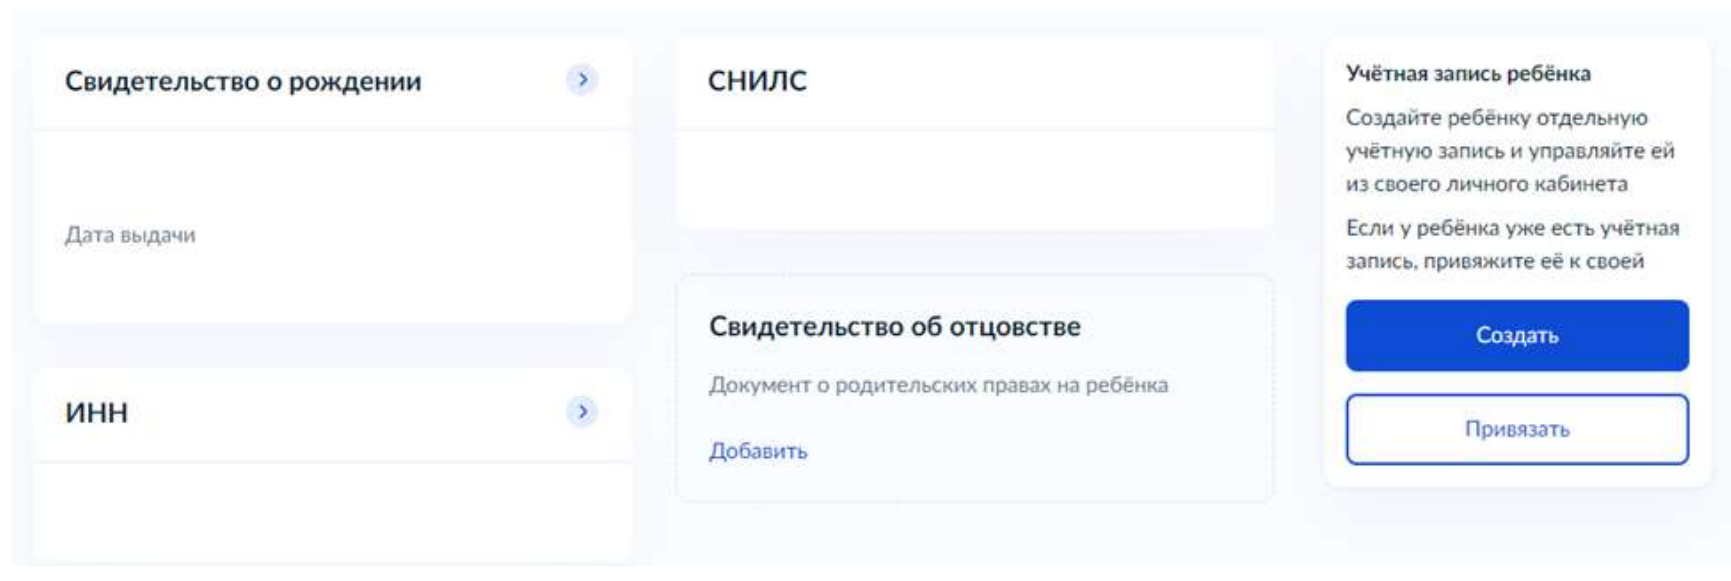 Свидетельство о рождении
Дата выдачи
ИНН
СНИЛС
Свидетельство об отцовстве
Документ о родительских правах на ребёнка
Добавить
Учётная запись ребёнка
Создайте ребёнку отдельную
учётную запись и управляйте ей
из своего личного кабинета
Если у ребёнка уже есть учётная
запись, привяжите её к своей
Создать
Привязать